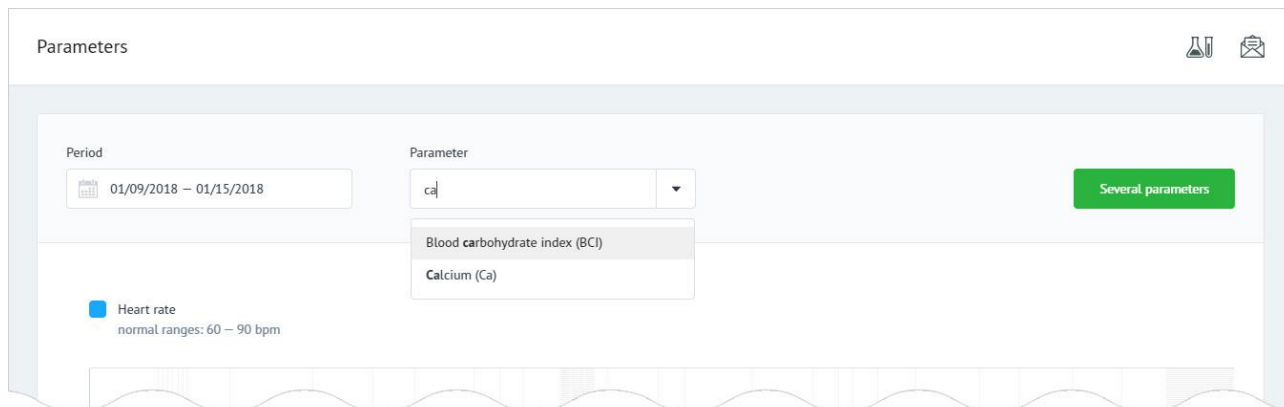 Parameters
Period
Parameter
01/09/2018 — 01/15/2018
ca
Several parameters
Blood carbohydrate index (BCI)
Calcium (Ca)
Heart rate
normal ranges: 60 — 90 bpm